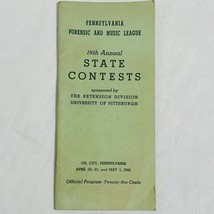 PENNSYLVANIA
FORENSIC AND MUSIC LEAGUE
18th Annual
STATE
CONTESTS
sponsored by
THE EXTENSION DIVISION
UNIVERSITY OF PITTSBURGH
OIL CITY, PENNSYLVANIA
APRIL 29, 30, AND MAY 1,
Official Program-Twenty-five Cents